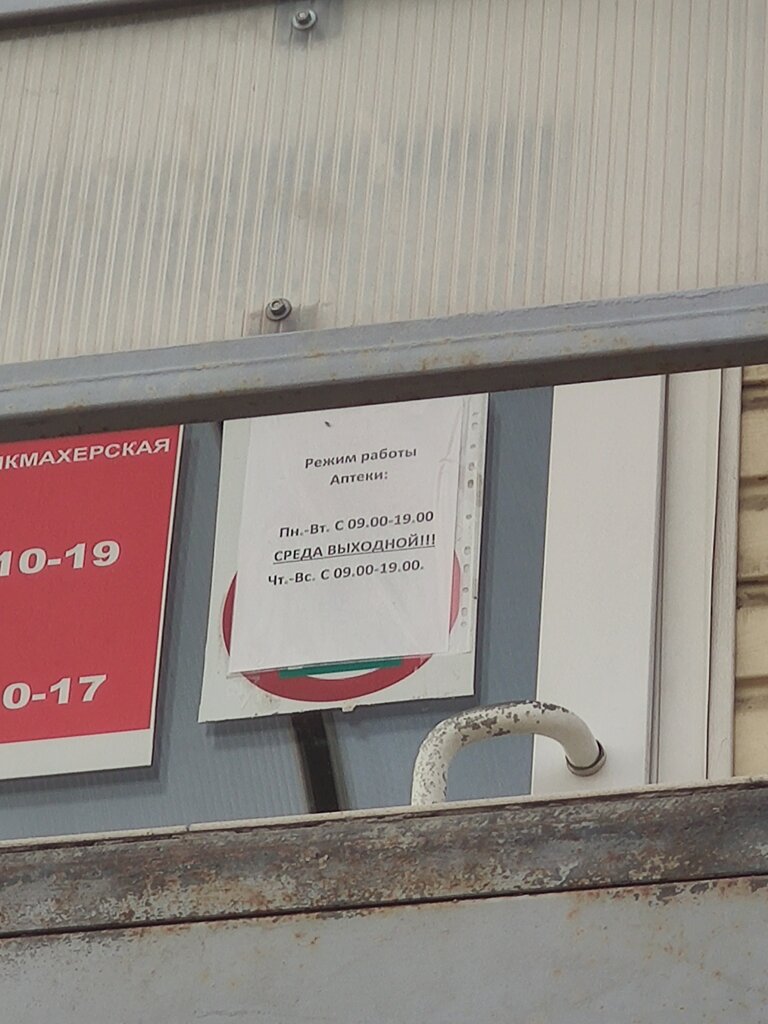 ИКМАХЕРСКАЯ
10-19
0-17
Режим работы
Аптеки:
Пн.-Вт. С 09.00-19.00
СРЕДА ВЫХОДНОЙ!!!
Чт.-Вс. С 09.00-19.00.